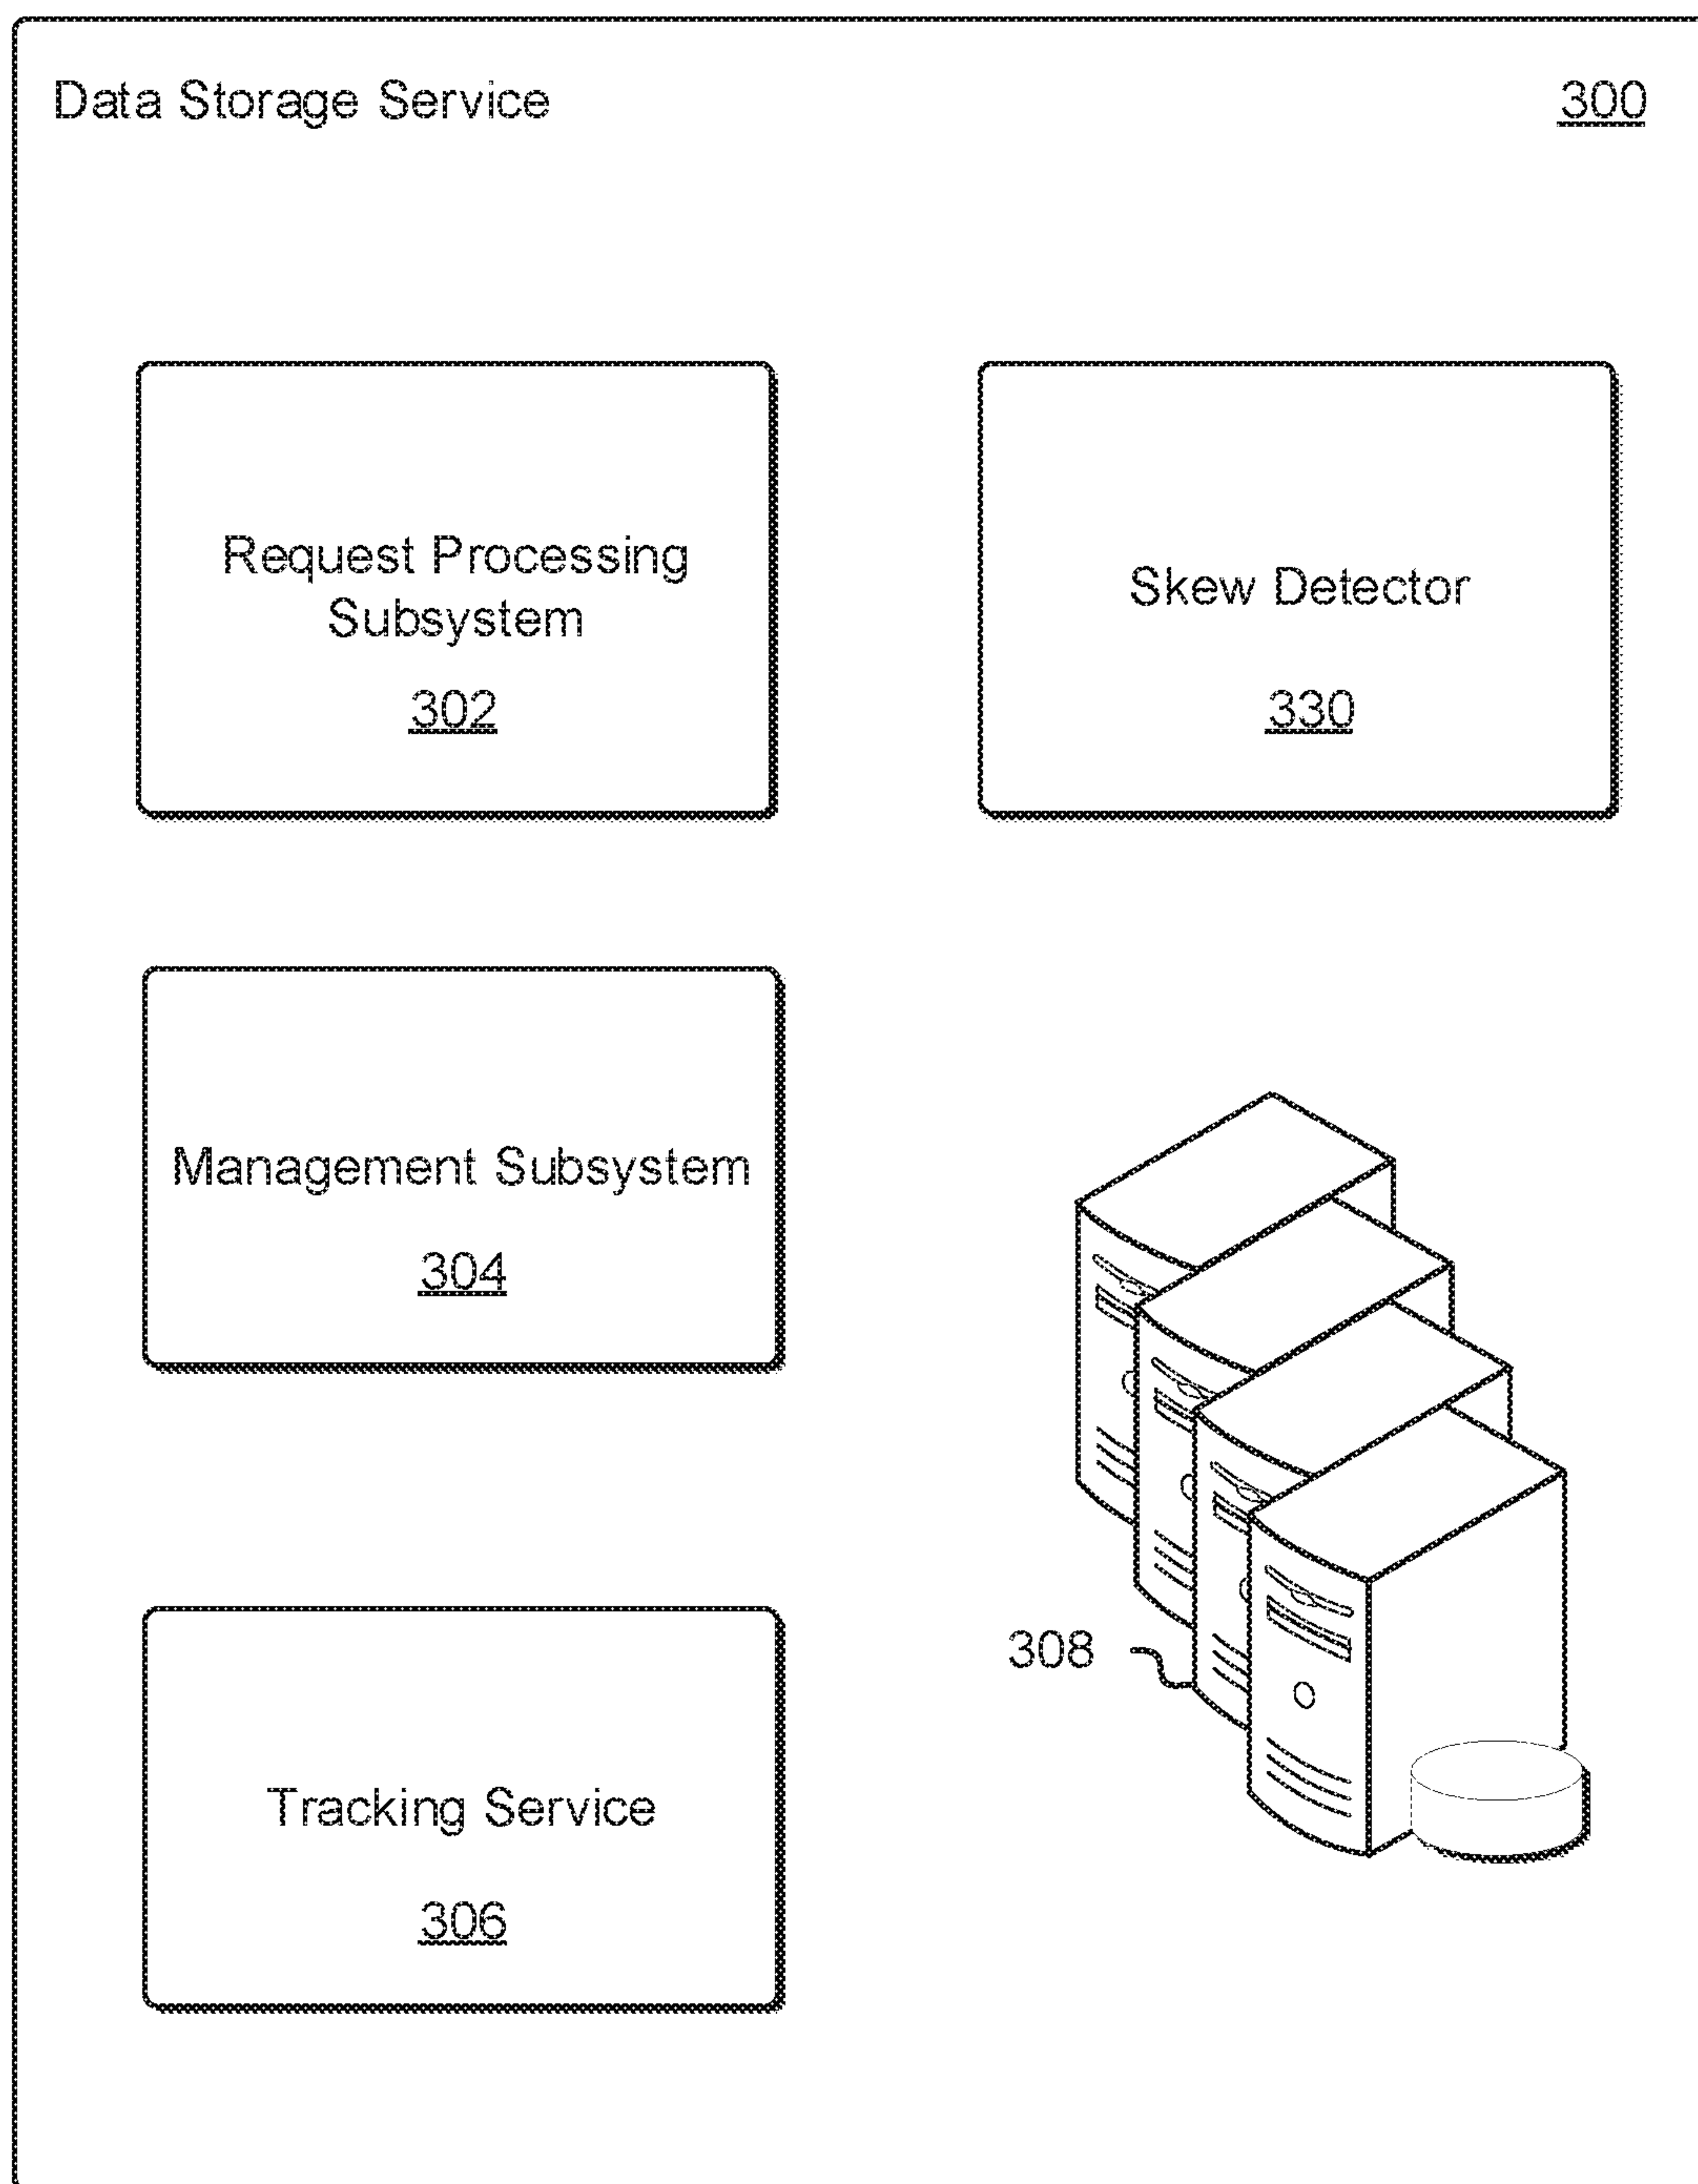 Data Storage Service
300
Request Processing
Subsystem
302
Skew Detector
330
Management Subsystem
304
308
Tracking Service
306